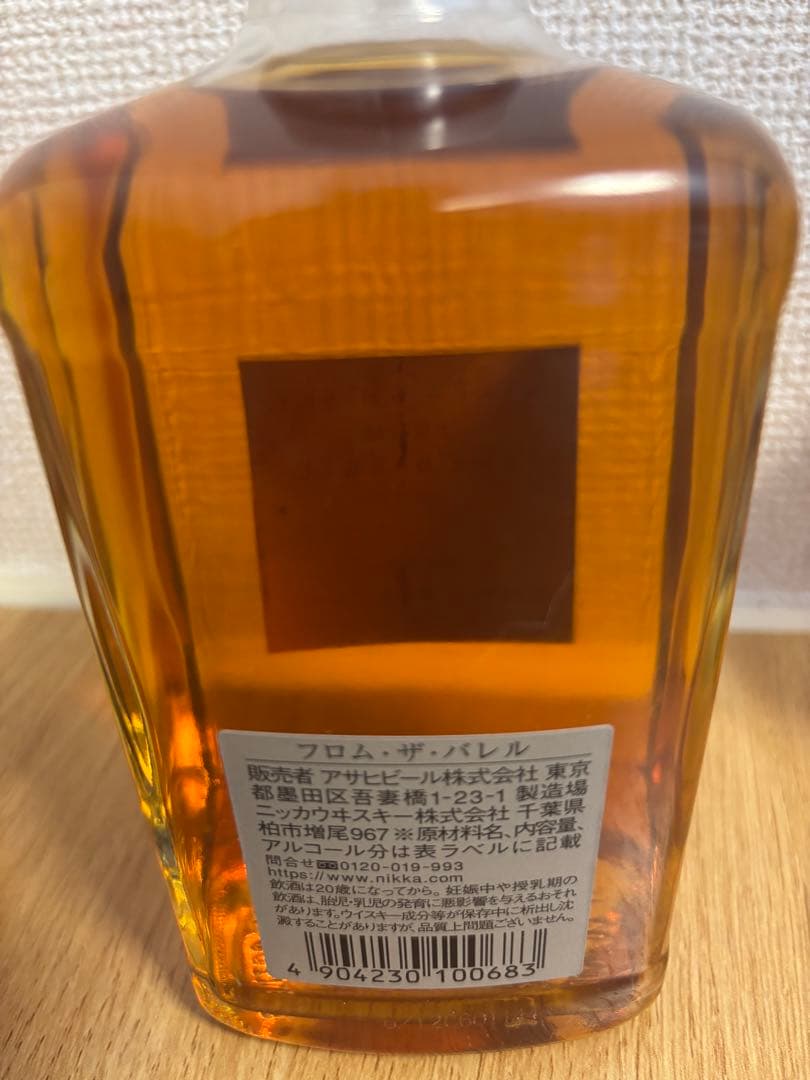 フロム・ザ・バレル
販売者 アサヒビール株式会社 東京
都墨田区吾妻橋1-23-1 製造場
ニッカウヰスキー株式会社 千葉県
柏市増尾967 ※原材料名、内容量、
アルコール分は表ラベルに記載
問合せ 0120-019-993
https://www.nikka.com
飲酒は20歳になってから。妊娠中や授乳期の
飲酒は、胎児・乳児の発育に悪影響を与えるおそれ
があります。ウイスキー成分等が保存中に析出し沈
澱することがありますが、品質上問題ございません。
4 904230 100683